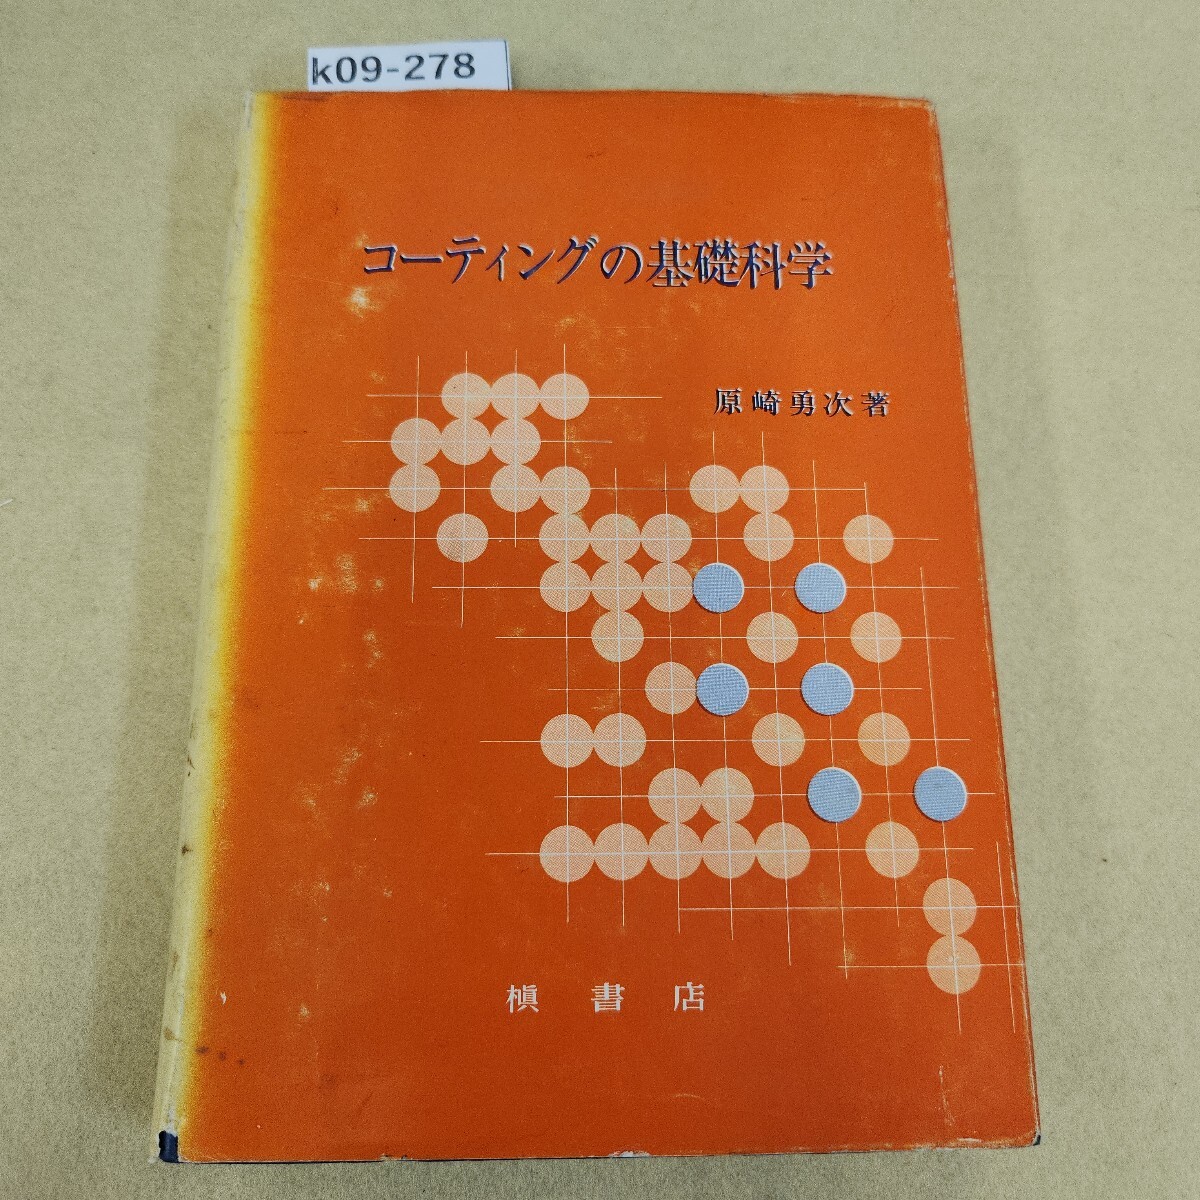 k09-278
コーティングの基礎科学
原崎勇次著
槇書店